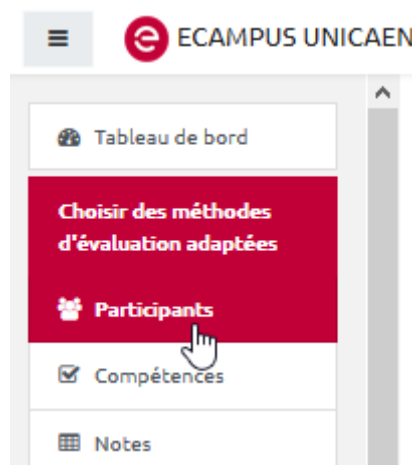 ECAMPUS UNICAEN
Tableau de bord
Choisir des méthodes
d'évaluation adaptées
Participants
Compétences
Notes